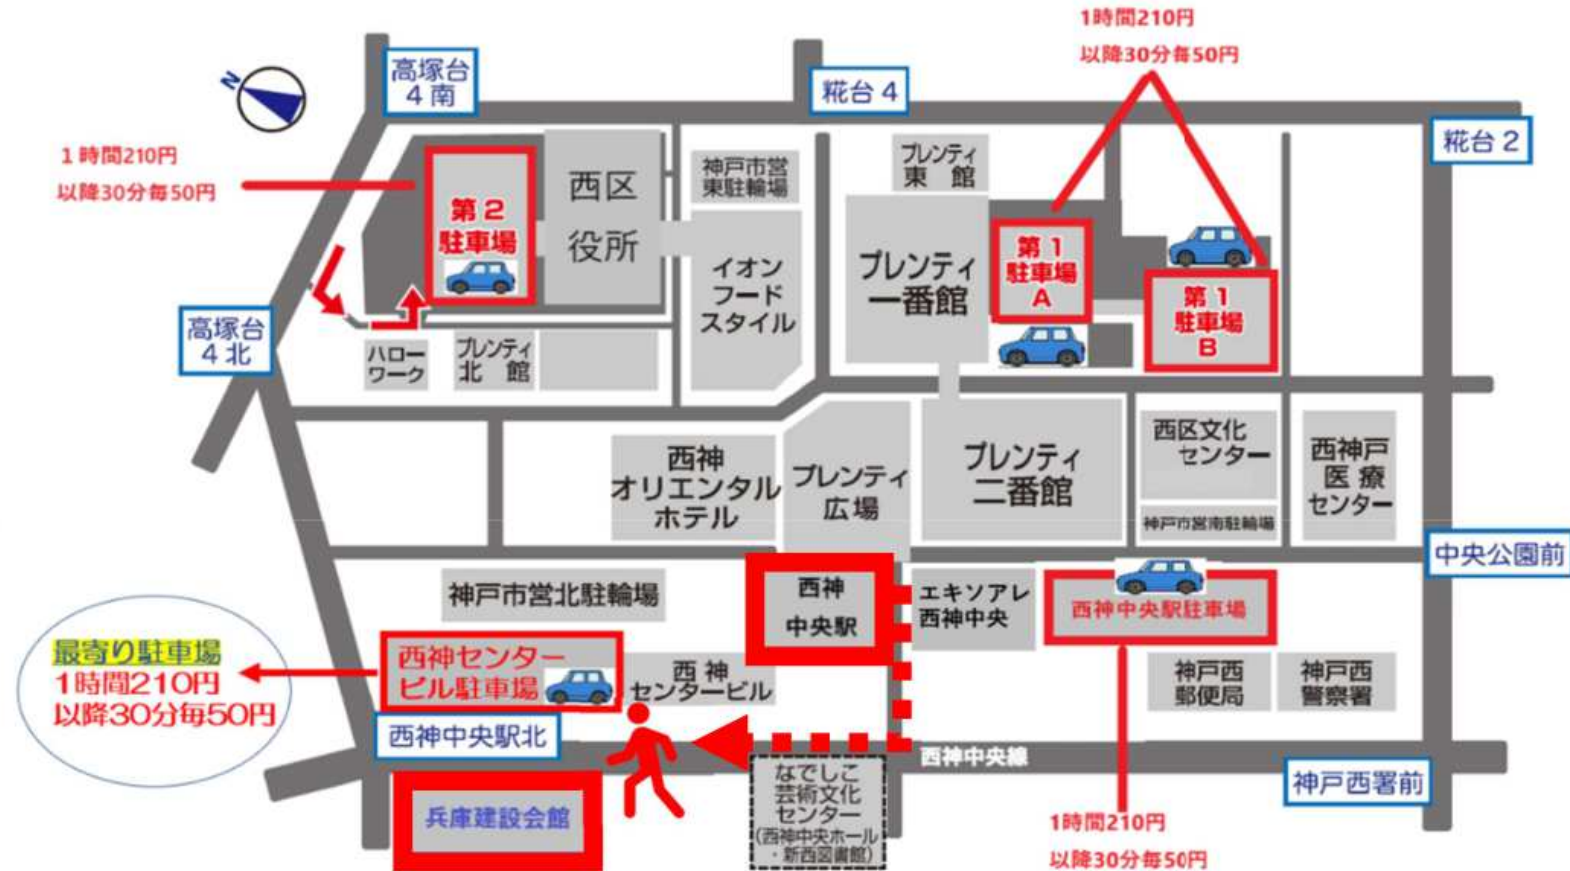 1時間210円
以降30分毎50円
高塚台
4南
糀台4
糀台2
N
1時間210円
以降30分毎50円
第2
駐車場
西区
役所
神戸市営
東駐輪場
プレンティ
東 館
イオン
フード
スタイル
プレンティ
一番館
第1
駐車場
A
第1
駐車場
B
高塚台
4北
ハロー
ワーク
プレンティ
北 館
西神
オリエンタル
ホテル
プレンティ
広場
プレンティ
二番館
西区文化
センター
神戸市営南駐輪場
西神戸
医療
センター
中央公園前
神戸市営北駐輪場
西神
中央駅
エキソアレ
西神中央
西神中央駅駐車場
最寄り駐車場
1時間210円
以降30分毎50円
西神センター
ビル駐車場
西神
センタービル
神戸西
郵便局
神戸西
警察署
西神中央駅北
西神中央線
神戸西署前
兵庫建設会館
なでしこ
芸術文化
センター
(西神中央ホール
・新西図書館)
1時間210円
以降30分毎50円